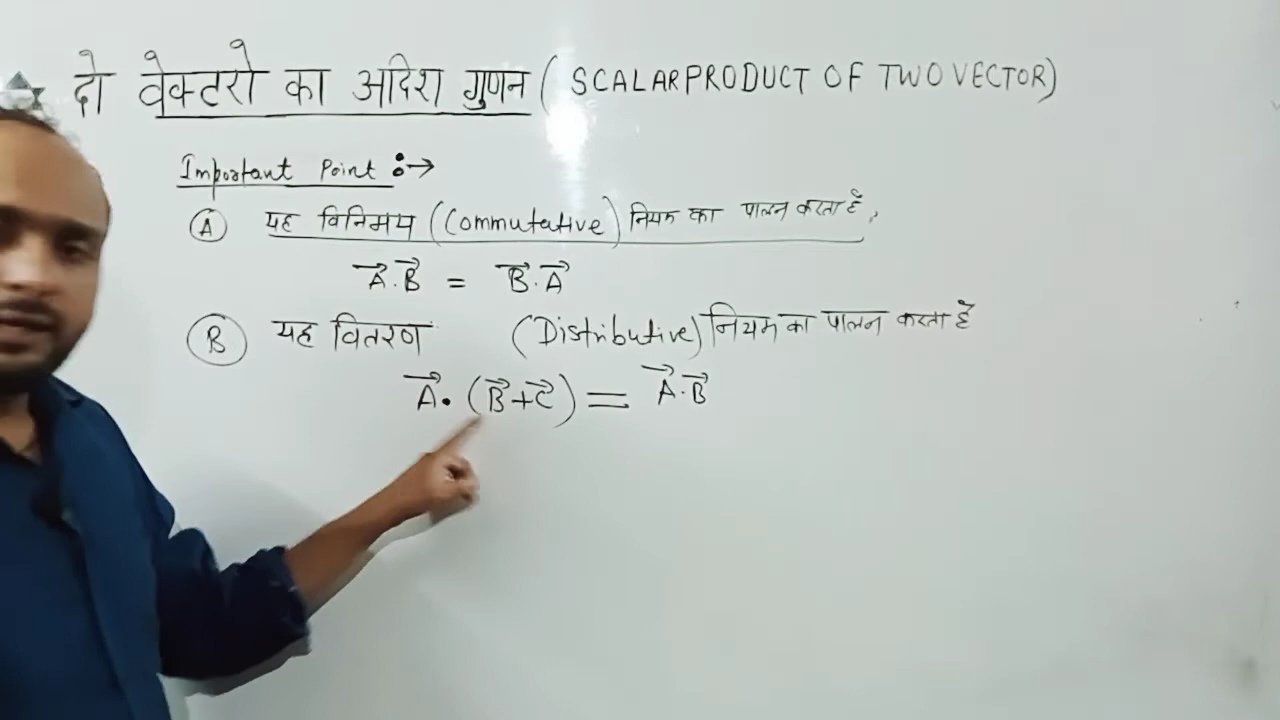 दो वेक्टरो का अदिश गुणन ( SCALAR PRODUCT OF TWO VECTOR)
Important Point :→
(A) यह विनिमय (Commutative) नियम का पालन करता है,
A⃗.B⃗ = B⃗.A⃗
(B) यह वितरण (Distributive) नियम का पालन करता है
A⃗.(B⃗+C⃗) = A⃗.B⃗